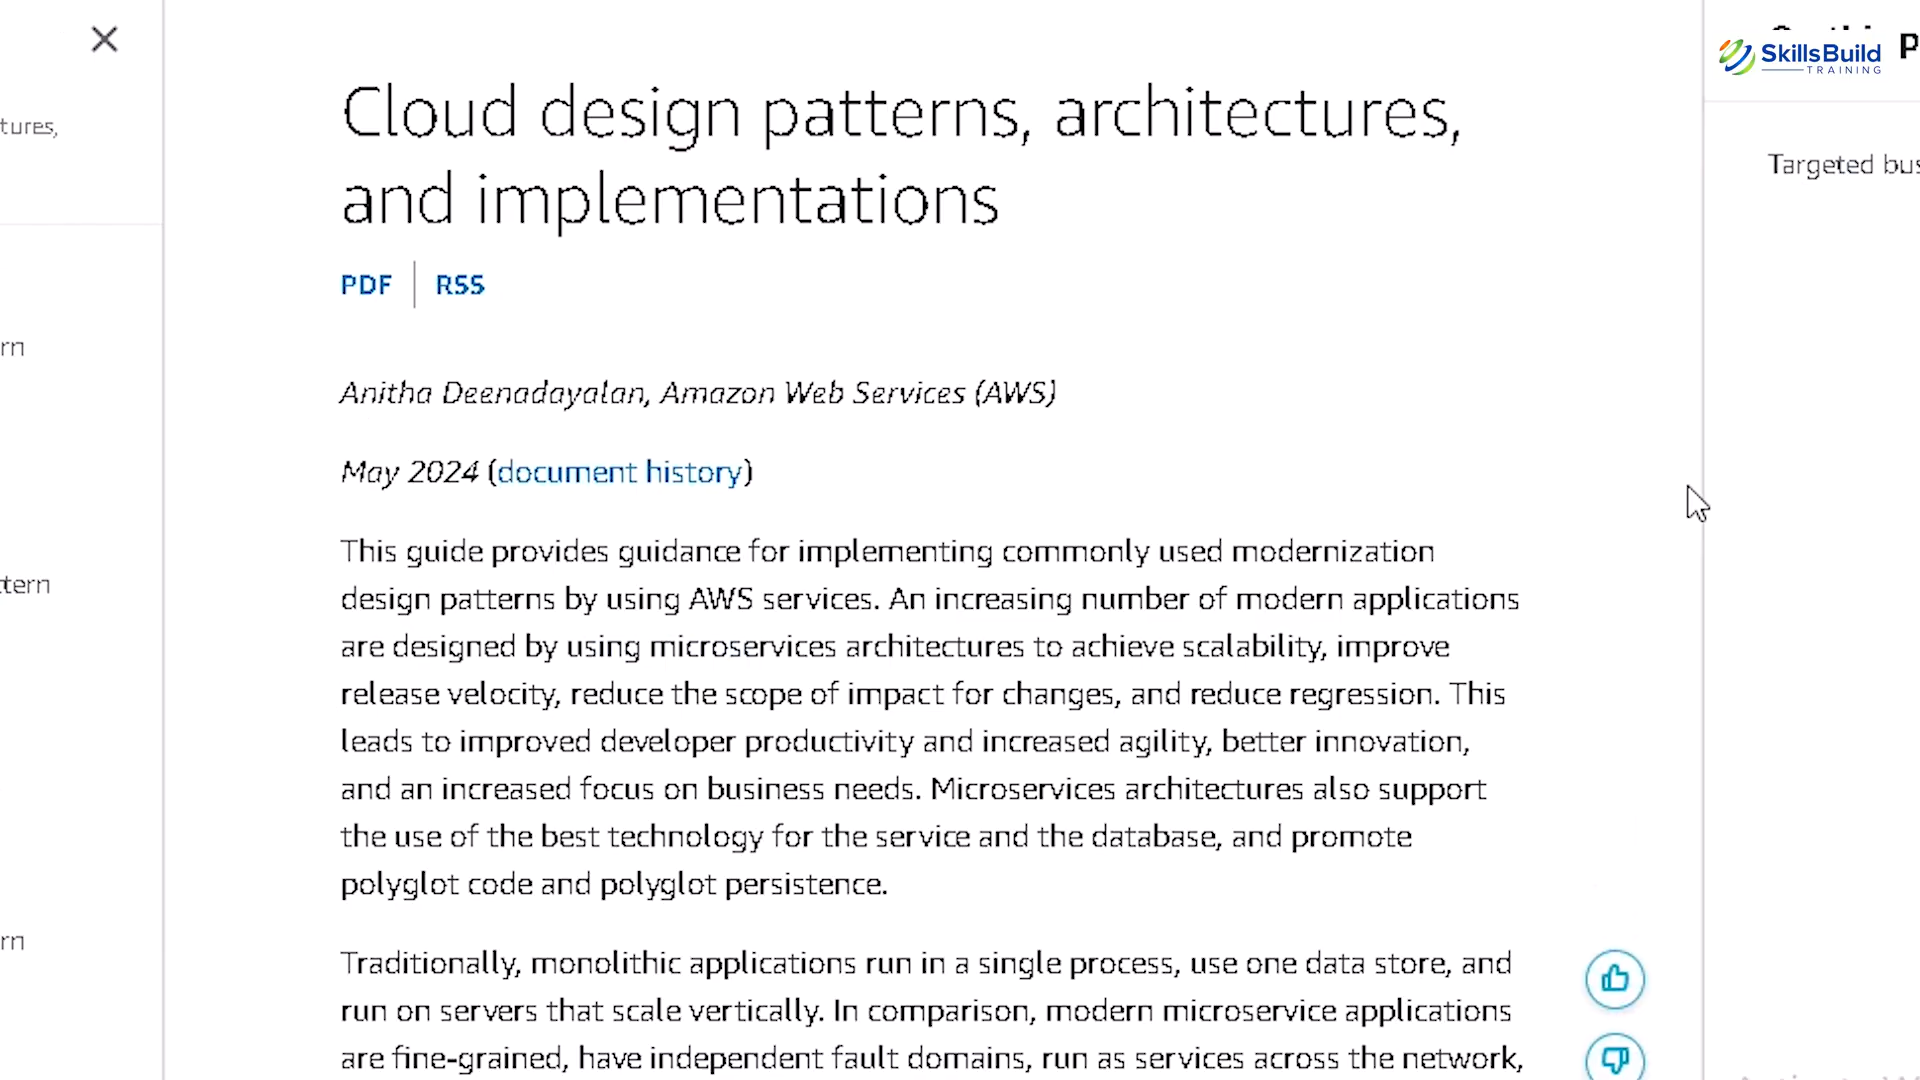 SkillsBuild
TRAINING
tures,
rn
ttern
rn
Cloud design patterns, architectures,
and implementations
PDF | RSS
Anitha Deenadayalan, Amazon Web Services (AWS)
May 2024 (document history)
This guide provides guidance for implementing commonly used modernization
design patterns by using AWS services. An increasing number of modern applications
are designed by using microservices architectures to achieve scalability, improve
release velocity, reduce the scope of impact for changes, and reduce regression. This
leads to improved developer productivity and increased agility, better innovation,
and an increased focus on business needs. Microservices architectures also support
the use of the best technology for the service and the database, and promote
polyglot code and polyglot persistence.
Traditionally, monolithic applications run in a single process, use one data store, and
run on servers that scale vertically. In comparison, modern microservice applications
are fine-grained, have independent fault domains, run as services across the network,
Targeted bus